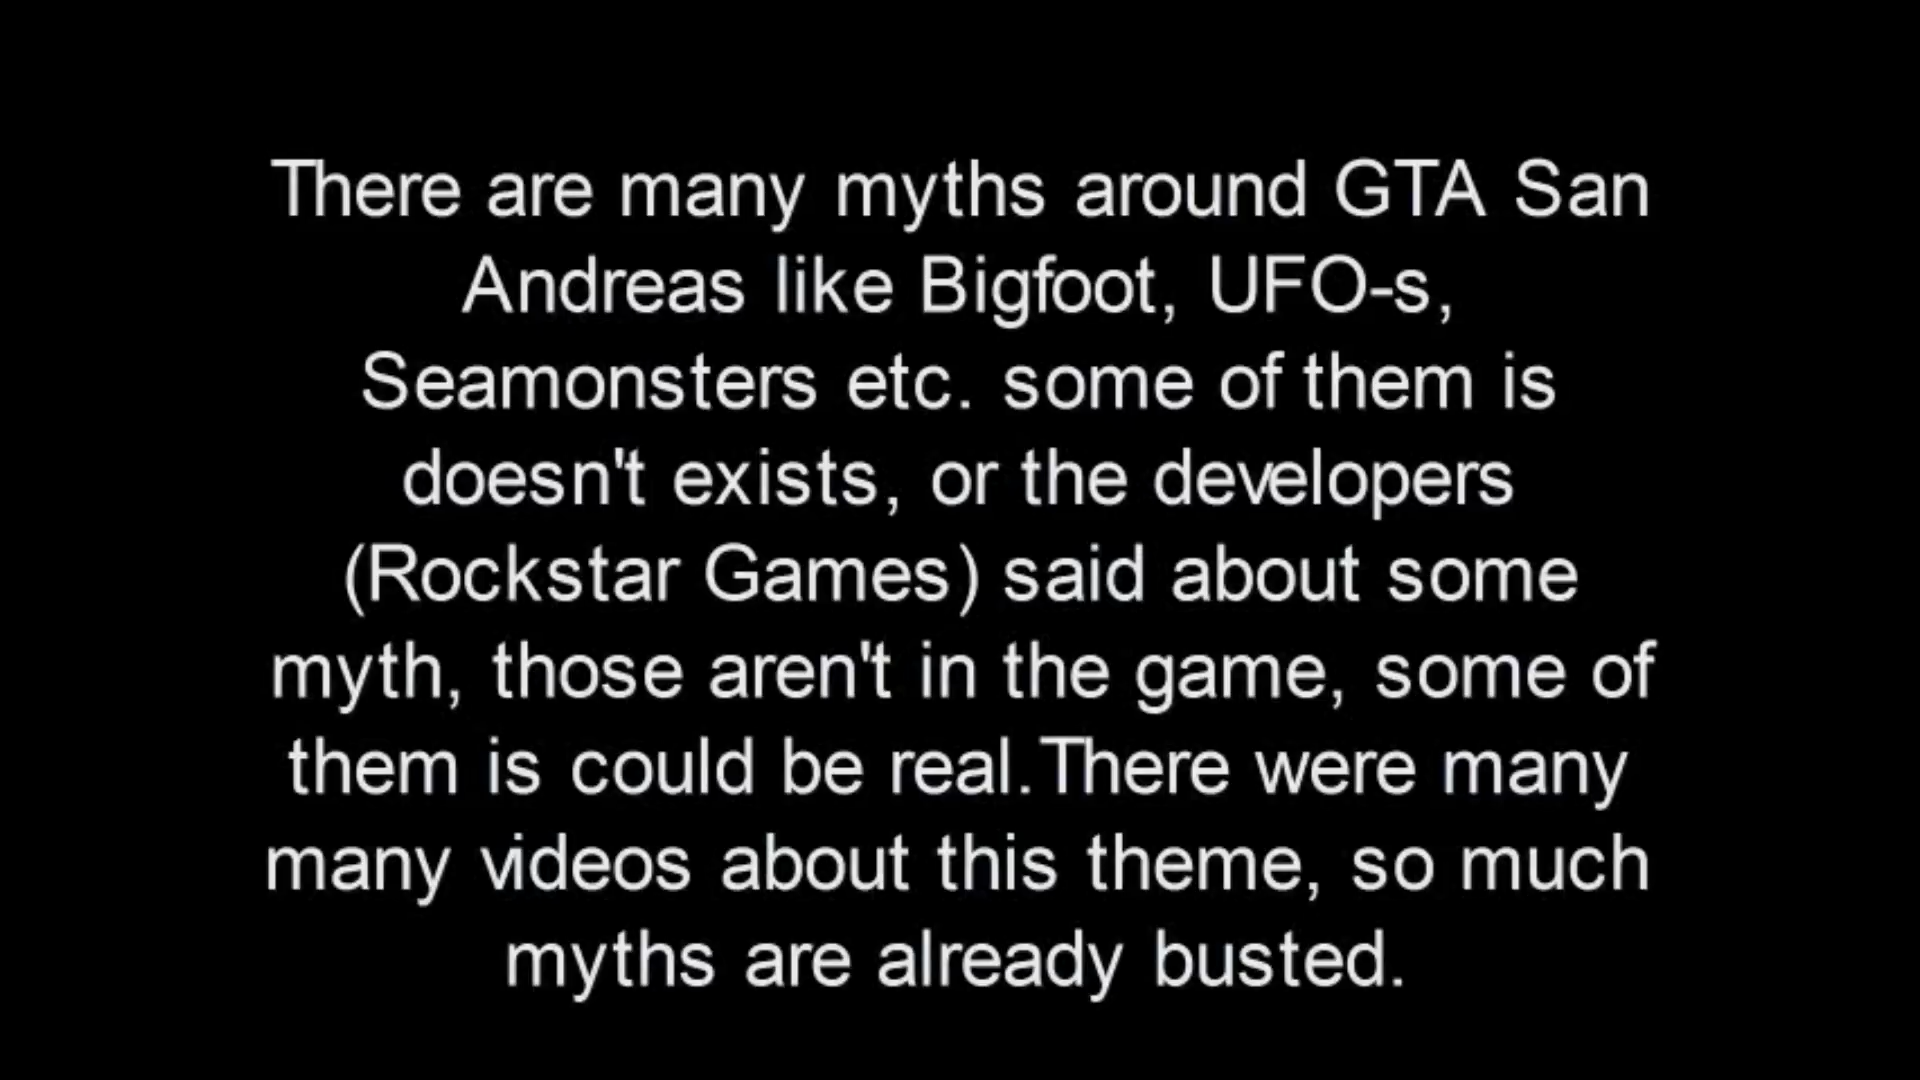 There are many myths around GTA San
Andreas like Bigfoot, UFO-s,
Seamonsters etc. some of them is
doesn't exists, or the developers
(Rockstar Games) said about some
myth, those aren't in the game, some of
them is could be real.There were many
many videos about this theme, so much
myths are already busted.